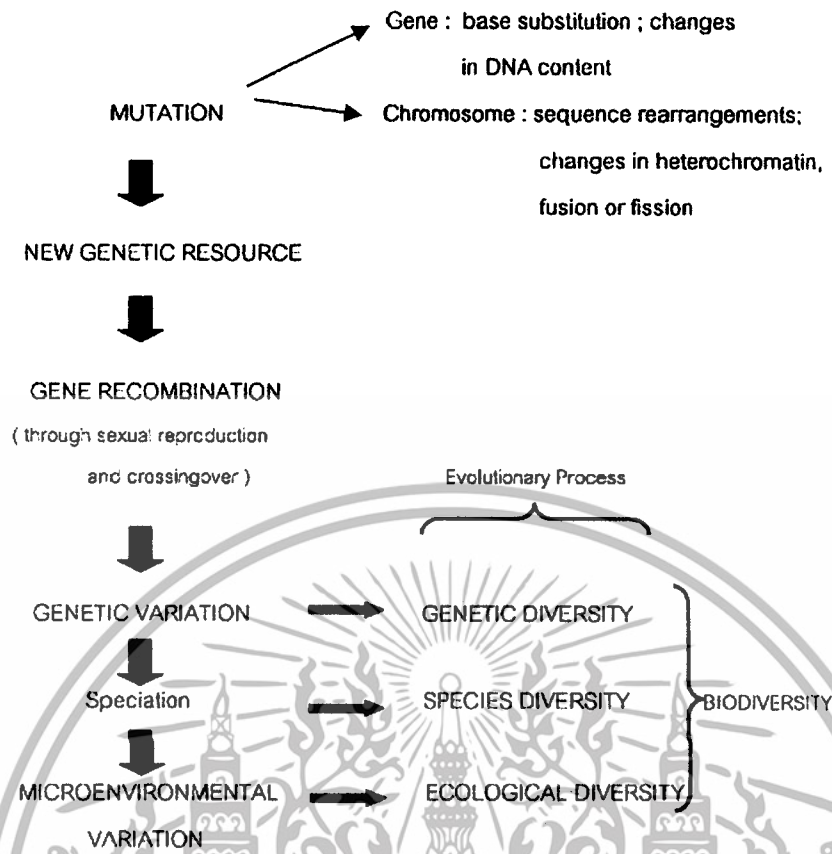 Gene : base substitution ; changes
in DNA content
MUTATION
Chromosome : sequence rearrangements;
changes in heterochromatin,
fusion or fission
NEW GENETIC RESOURCE
GENE RECOMBINATION
( through sexual reproduction
and crossingover )
Evolutionary Process
GENETIC VARIATION
GENETIC DIVERSITY
Speciation
SPECIES DIVERSITY
BIODIVERSITY
MICROENVIRONMENTAL
VARIATION
ECOLOGICAL DIVERSITY